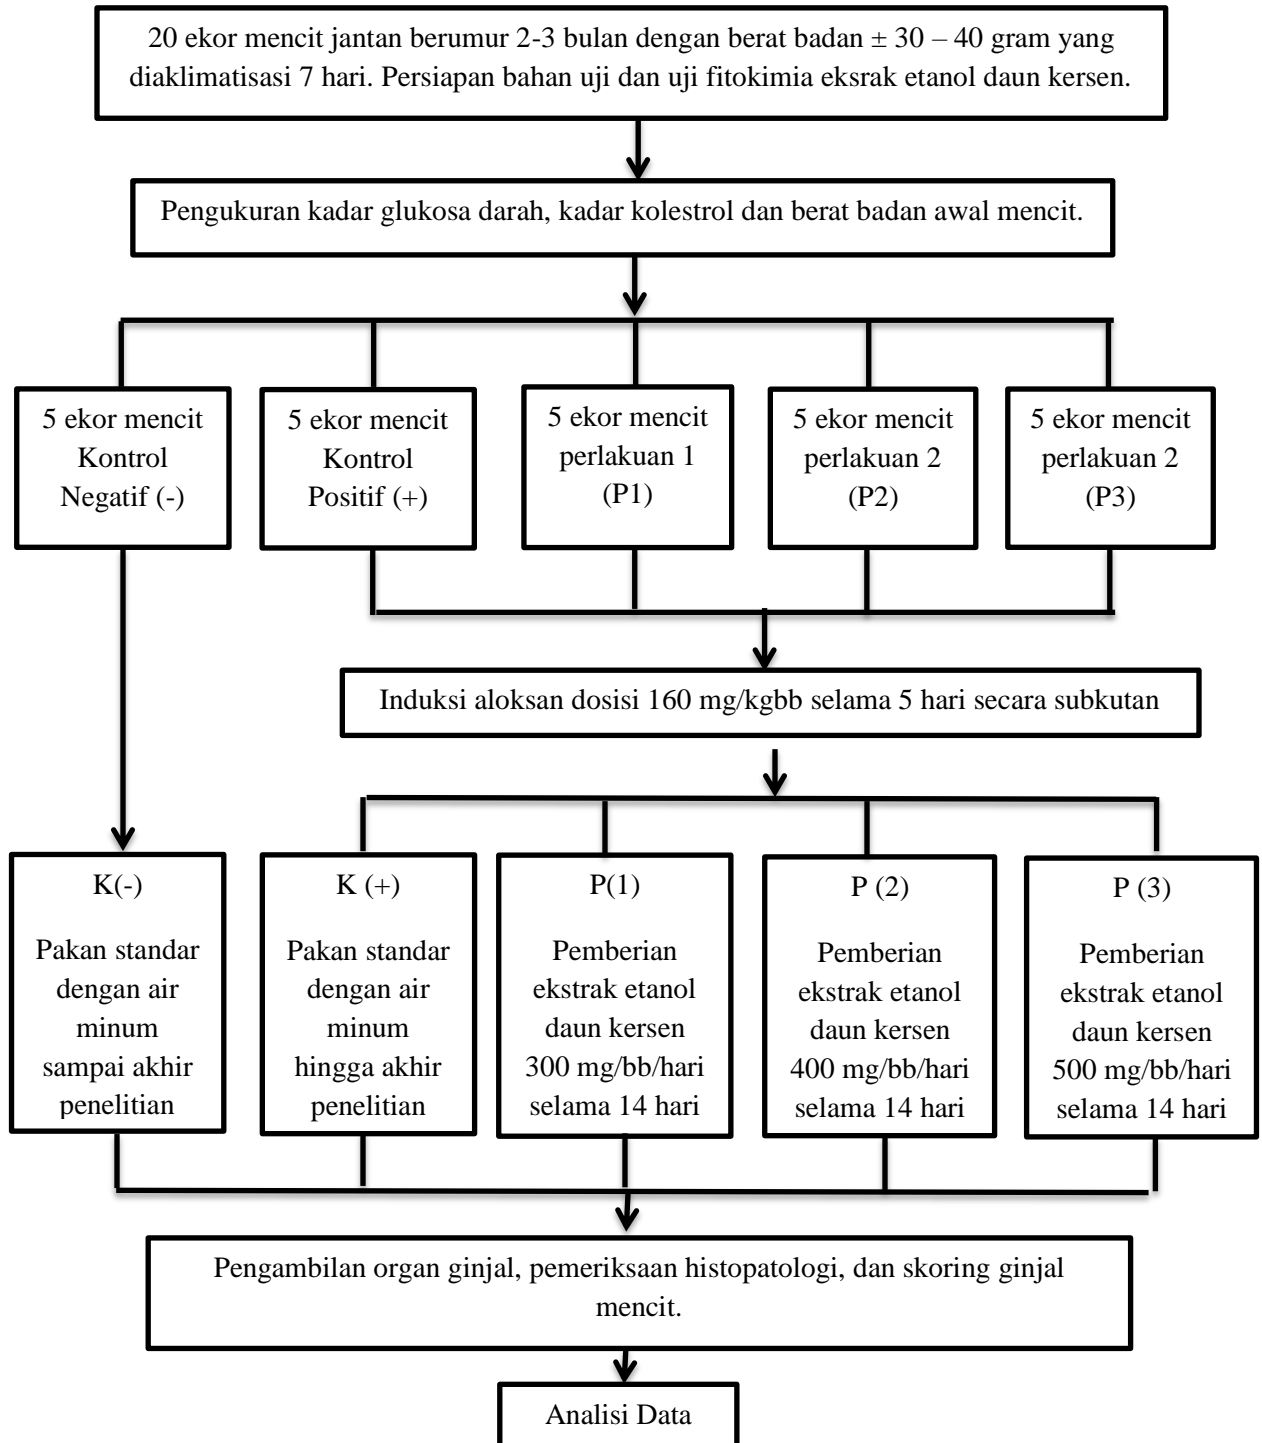 20 ekor mencit jantan berumur 2-3 bulan dengan berat badan ± 30 – 40 gram yang
diaklimatisasi 7 hari. Persiapan bahan uji dan uji fitokimia eksrak etanol daun kersen.
Pengukuran kadar glukosa darah, kadar kolestrol dan berat badan awal mencit.
5 ekor mencit
Kontrol
Negatif (-)
5 ekor mencit
Kontrol
Positif (+)
5 ekor mencit
perlakuan 1
(P1)
5 ekor mencit
perlakuan 2
(P2)
5 ekor mencit
perlakuan 2
(P3)
Induksi aloksan dosisi 160 mg/kgbb selama 5 hari secara subkutan
K(-)
Pakan standar
dengan air
minum
sampai akhir
penelitian
K (+)
Pakan standar
dengan air
minum
hingga akhir
penelitian
P(1)
Pemberian
ekstrak etanol
daun kersen
300 mg/bb/hari
selama 14 hari
P (2)
Pemberian
ekstrak etanol
daun kersen
400 mg/bb/hari
selama 14 hari
P (3)
Pemberian
ekstrak etanol
daun kersen
500 mg/bb/hari
selama 14 hari
Pengambilan organ ginjal, pemeriksaan histopatologi, dan skoring ginjal
mencit.
Analisi Data